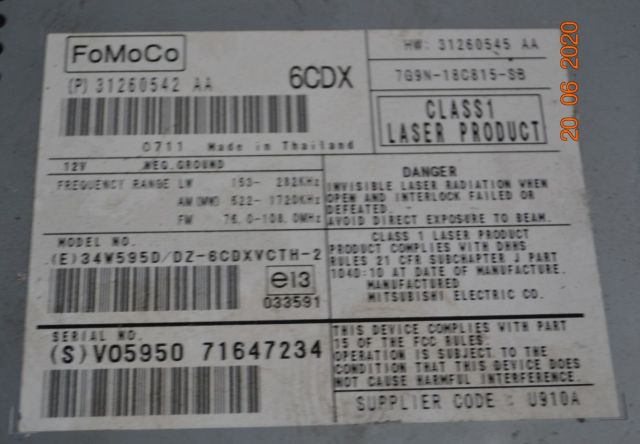 FoMoCo
(P) 31260542 AA
6CDX
0711 Made in Thailand
HW: 31260545 AA
7G9N-18C815-SB
CLASS1
LASER PRODUCT
12V NEG.GROUND
FREQUENCY RANGE LW 153- 282KHz
AM (MW) 522- 1720KHz
FM 76.0-108.0MHz
DANGER
INVISIBLE LASER RADIATION WHEN
OPEN AND INTERLOCK FAILED OR
DEFEATED.
AVOID DIRECT EXPOSURE TO BEAM.
MODEL NO.
(E)34W595D/DZ-6CDXVCTH-2
e13
033591
CLASS 1 LASER PRODUCT
PRODUCT COMPLIES WITH DHHS
RULES 21 CFR SUBCHAPTER J PART
1040:10 AT DATE OF MANUFACTURE.
MANUFACTURED
MITSUBISHI ELECTRIC CO.
SERIAL NO.
(S)V05950 71647234
THIS DEVICE COMPLIES WITH PART
15 OF THE FCC RULES
OPERATION IS SUBJECT TO THE
CONDITION THAT THIS DEVICE DOES
NOT CAUSE HARMFUL INTERFERENCE.
SUPPLIER CODE : U910A
20 06 2020